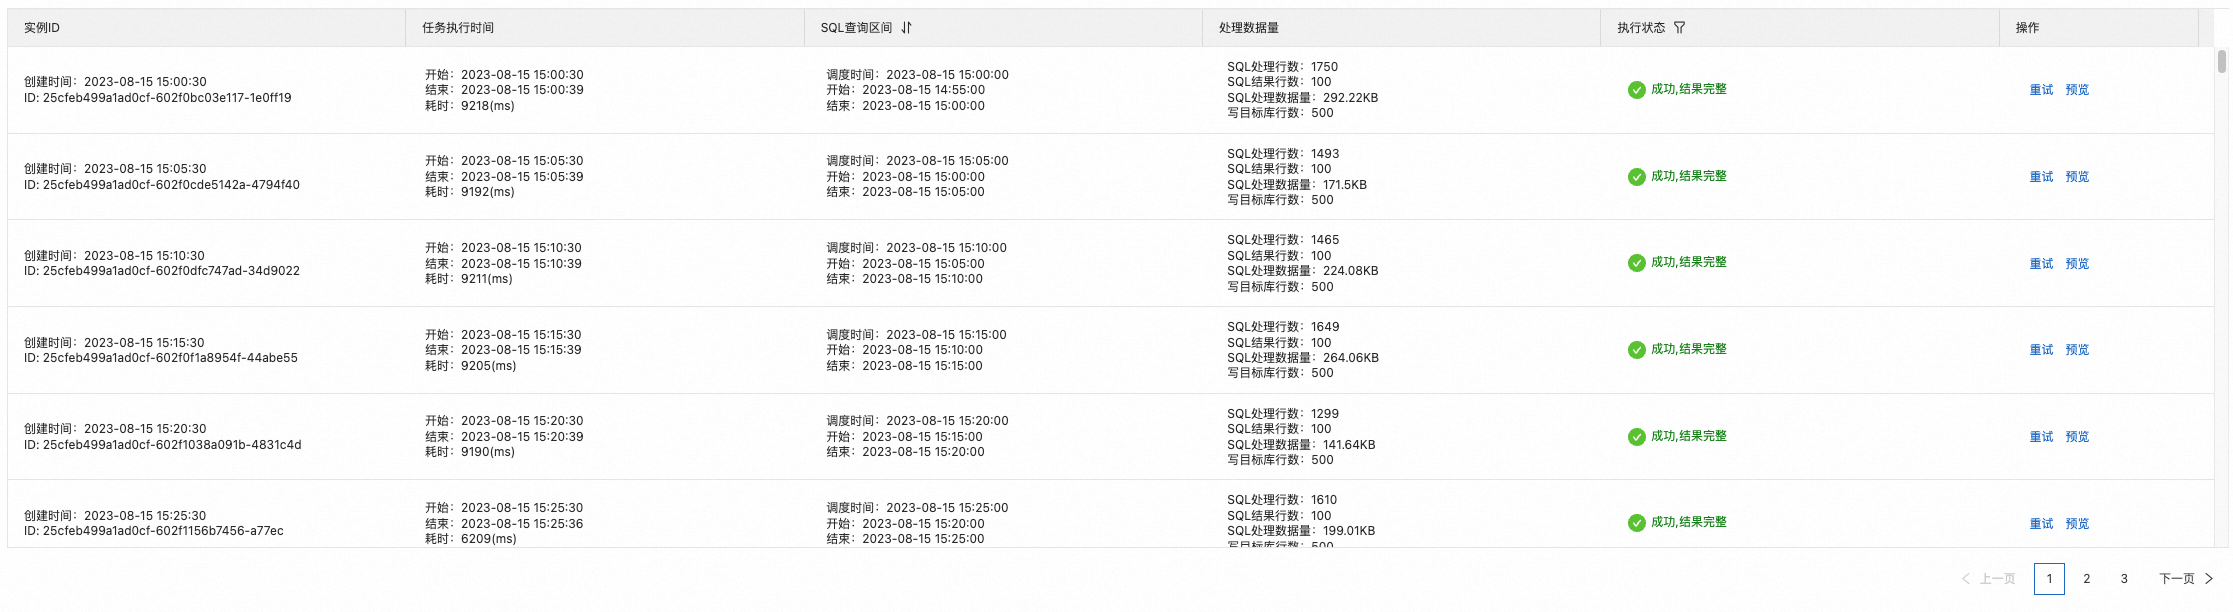 实例ID 任务执行时间 SQL查询区间 处理数据量 执行状态 操作
创建时间：2023-08-15 15:00:30
ID: 25cfeb499a1ad0cf-602f0bc03e117-1e0ff19
开始：2023-08-15 15:00:30
结束：2023-08-15 15:00:39
耗时：9218(ms)
调度时间：2023-08-15 15:00:00
开始：2023-08-15 14:55:00
结束：2023-08-15 15:00:00
SQL处理行数：1750
SQL结果行数：100
SQL处理数据量：292.22KB
写目标库行数：500
成功,结果完整
重试 预览
创建时间：2023-08-15 15:05:30
ID: 25cfeb499a1ad0cf-602f0cde5142a-4794f40
开始：2023-08-15 15:05:30
结束：2023-08-15 15:05:39
耗时：9192(ms)
调度时间：2023-08-15 15:05:00
开始：2023-08-15 15:00:00
结束：2023-08-15 15:05:00
SQL处理行数：1493
SQL结果行数：100
SQL处理数据量：171.5KB
写目标库行数：500
成功,结果完整
重试 预览
创建时间：2023-08-15 15:10:30
ID: 25cfeb499a1ad0cf-602f0dfc747ad-34d9022
开始：2023-08-15 15:10:30
结束：2023-08-15 15:10:39
耗时：9211(ms)
调度时间：2023-08-15 15:10:00
开始：2023-08-15 15:05:00
结束：2023-08-15 15:10:00
SQL处理行数：1465
SQL结果行数：100
SQL处理数据量：224.08KB
写目标库行数：500
成功,结果完整
重试 预览
创建时间：2023-08-15 15:15:30
ID: 25cfeb499a1ad0cf-602f0f1a8954f-44abe55
开始：2023-08-15 15:15:30
结束：2023-08-15 15:15:39
耗时：9205(ms)
调度时间：2023-08-15 15:15:00
开始：2023-08-15 15:10:00
结束：2023-08-15 15:15:00
SQL处理行数：1649
SQL结果行数：100
SQL处理数据量：264.06KB
写目标库行数：500
成功,结果完整
重试 预览
创建时间：2023-08-15 15:20:30
ID: 25cfeb499a1ad0cf-602f1038a091b-4831c4d
开始：2023-08-15 15:20:30
结束：2023-08-15 15:20:39
耗时：9190(ms)
调度时间：2023-08-15 15:20:00
开始：2023-08-15 15:15:00
结束：2023-08-15 15:20:00
SQL处理行数：1299
SQL结果行数：100
SQL处理数据量：141.64KB
写目标库行数：500
成功,结果完整
重试 预览
创建时间：2023-08-15 15:25:30
ID: 25cfeb499a1ad0cf-602f1156b7456-a77ec
开始：2023-08-15 15:25:30
结束：2023-08-15 15:25:36
耗时：6209(ms)
调度时间：2023-08-15 15:25:00
开始：2023-08-15 15:20:00
结束：2023-08-15 15:25:00
SQL处理行数：1610
SQL结果行数：100
SQL处理数据量：199.01KB
写目标库行数：500
成功,结果完整
重试 预览
上一页 1 2 3 下一页